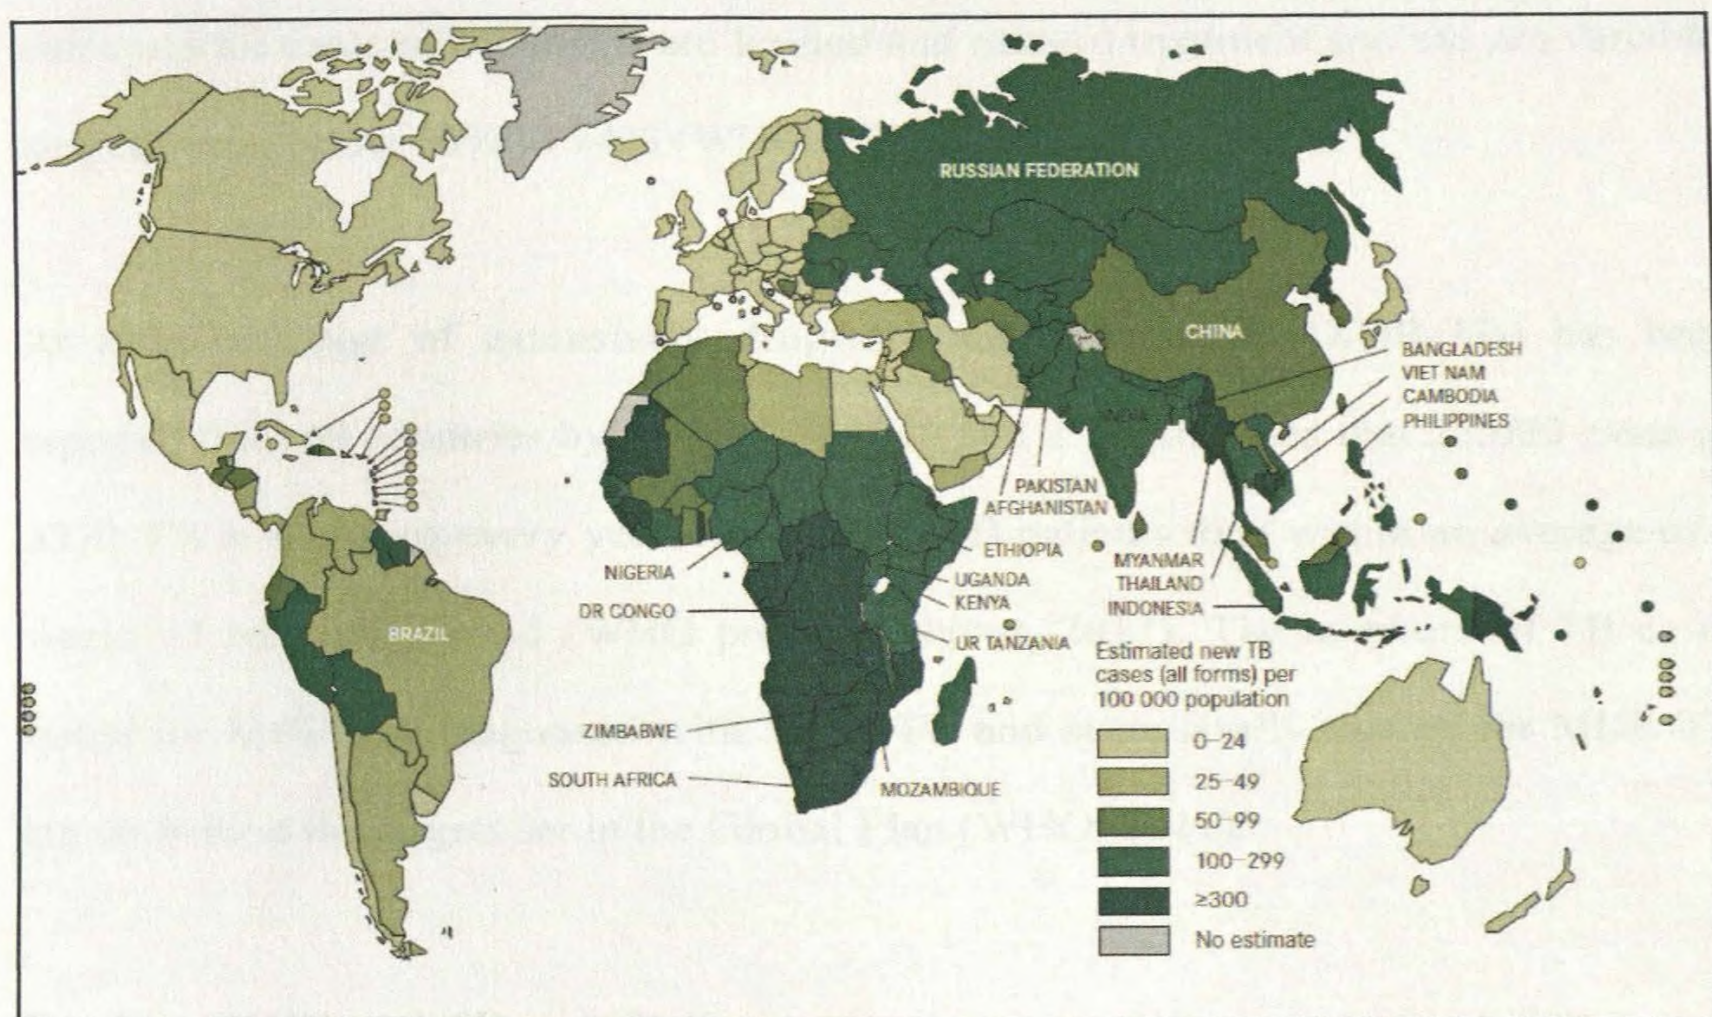 RUSSIAN FEDERATION
CHINA
BANGLADESH
VIET NAM
CAMBODIA
PHILIPPINES
INDIA
PAKISTAN
AFGHANISTAN
ETHIOPIA
NIGERIA
UGANDA
KENYA
DR CONGO
UR TANZANIA
MYANMAR
THAILAND
INDONESIA
BRAZIL
ZIMBABWE
SOUTH AFRICA
MOZAMBIQUE
Estimated new TB
cases (all forms) per
100 000 population
0–24
25–49
50–99
100–299
≥300
No estimate